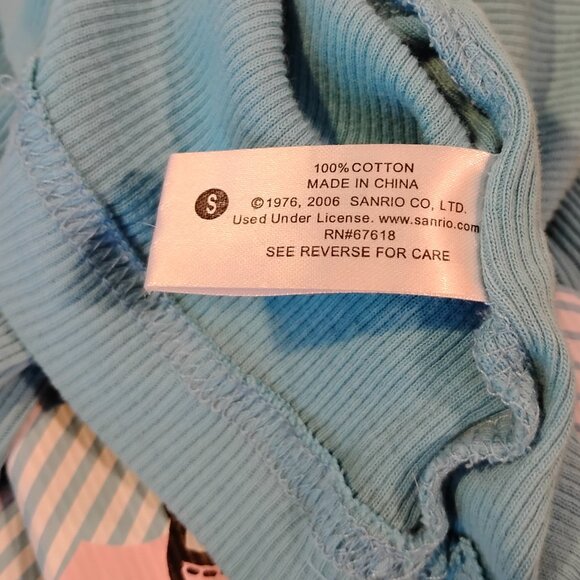 100% COTTON
MADE IN CHINA
S
©1976, 2006 SANRIO CO, LTD.
Used Under License. www.sanrio.com
RN#67618
SEE REVERSE FOR CARE